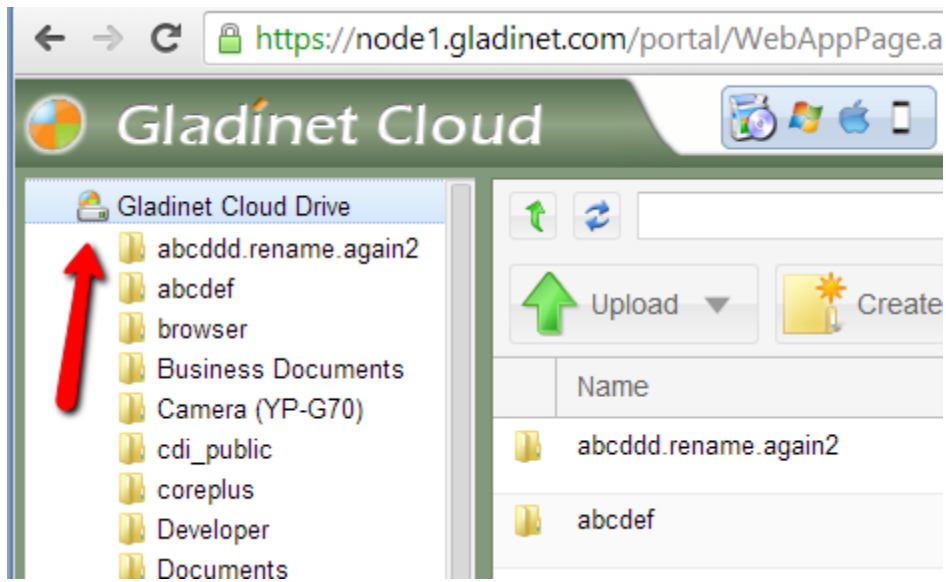 https://node1.gladinet.com/portal/WebAppPage.a
Gladinet Cloud
Gladinet Cloud Drive
abcddd.rename.again2
abcdef
browser
Business Documents
Camera (YP-G70)
cdi_public
coreplus
Developer
Documents
Upload
Create
Name
abcddd.rename.again2
abcdef